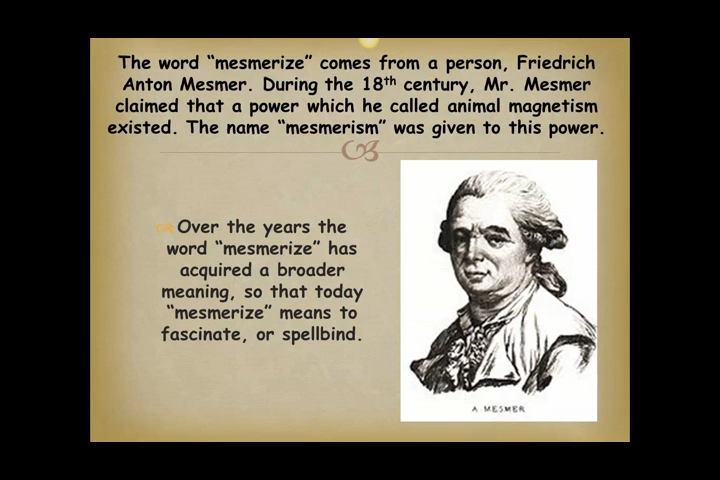 The word “mesmerize” comes from a person, Friedrich
Anton Mesmer. During the 18th century, Mr. Mesmer
claimed that a power which he called animal magnetism
existed. The name “mesmerism” was given to this power.
Over the years the
word “mesmerize” has
acquired a broader
meaning, so that today
“mesmerize” means to
fascinate, or spellbind.
A MESMER